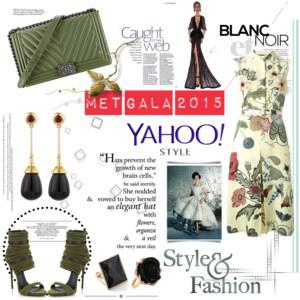 Caught
in the
web
BLANC
et
NOIR
MET GALA 2015
YAHOO!
STYLE
"Hats prevent the
growth of new
brain cells,"
he said sternly.
She nodded
& vowed to buy herself
an elegant hat
with
flowers,
organza
& a veil
the very next day.
Style&
Fashion